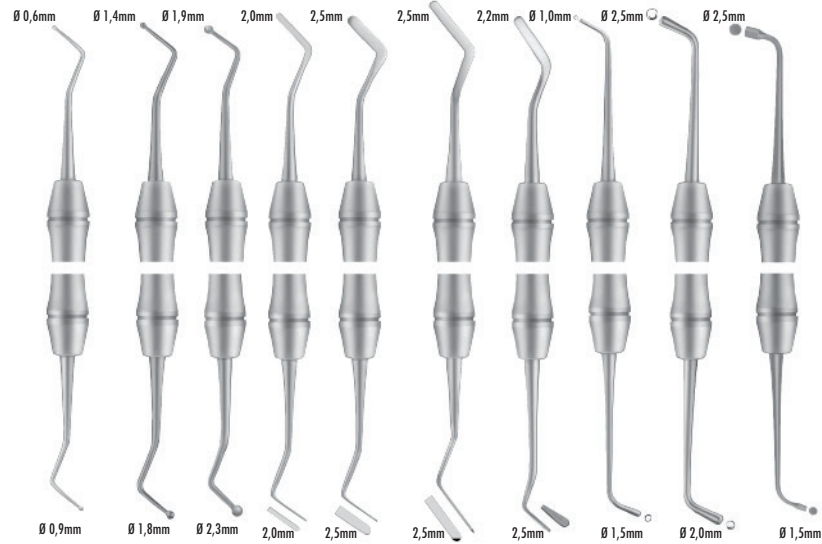 Ø 0,6mm
Ø 1,4mm
Ø 1,9mm
2,0mm
2,5mm
2,5mm
2,2mm
Ø 1,0mm
Ø 2,5mm
Ø 2,5mm
Ø 0,9mm
Ø 1,8mm
Ø 2,3mm
2,0mm
2,5mm
2,5mm
2,5mm
Ø 1,5mm
Ø 2,0mm
Ø 1,5mm